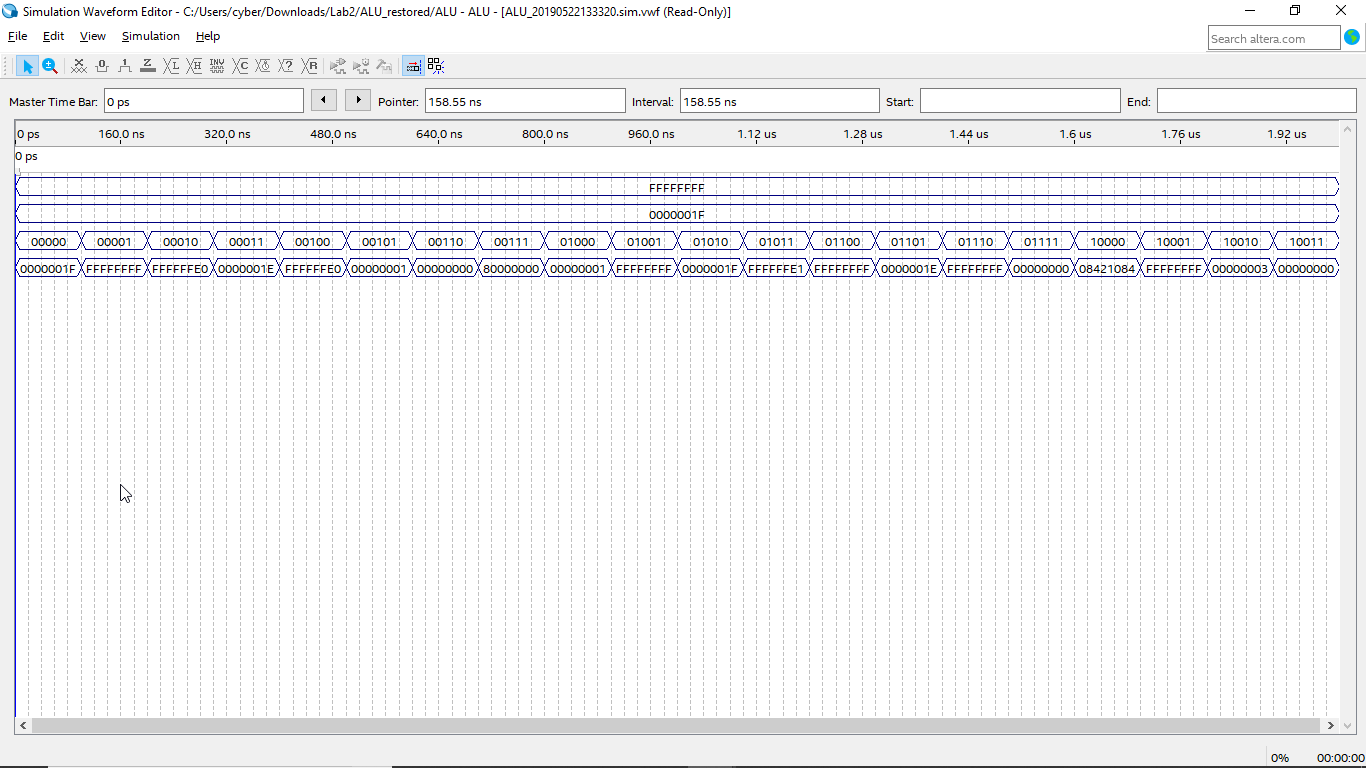 Simulation Waveform Editor - C:/Users/cyber/Downloads/Lab2/ALU_restored/ALU - ALU - [ALU_20190522133320.sim.vwf (Read-Only)]
File Edit View Simulation Help
Search altera.com
Master Time Bar: 0 ps Pointer: 158.55 ns Interval: 158.55 ns Start: End:
0 ps 160.0 ns 320.0 ns 480.0 ns 640.0 ns 800.0 ns 960.0 ns 1.12 us 1.28 us 1.44 us 1.6 us 1.76 us 1.92 us
0 ps
FFFFFFFF
0000001F
00000 00001 00010 00011 00100 00101 00110 00111 01000 01001 01010 01011 01100 01101 01110 01111 10000 10001 10010 10011
0000001F FFFFFFFF FFFFFFE0 0000001E FFFFFFE0 00000001 00000000 80000000 00000001 FFFFFFFF 0000001F FFFFFFE1 FFFFFFFF 0000001E FFFFFFFF 00000000 08421084 FFFFFFFF 00000003 00000000
0% 00:00:00